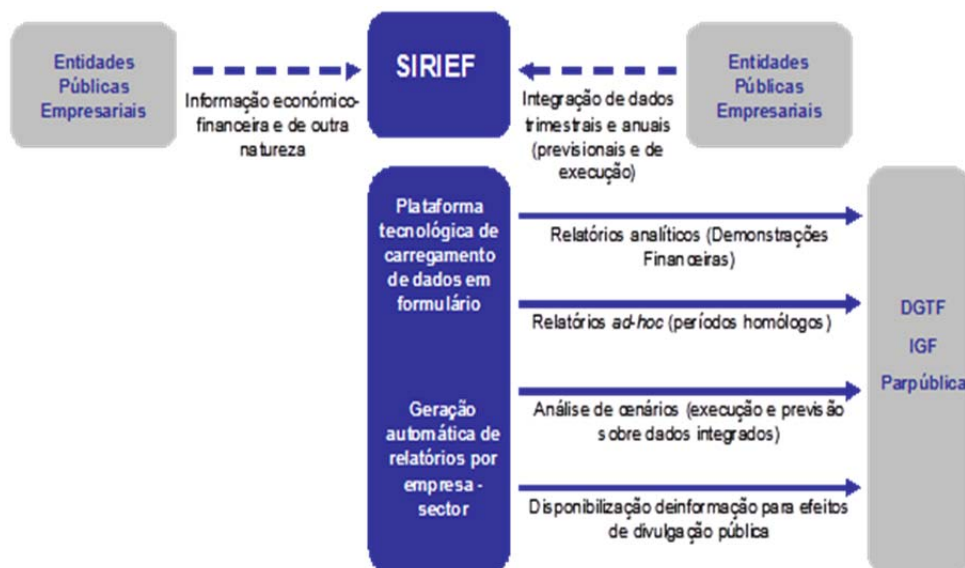 Entidades
Públicas
Empresariais
Informação económico-
financeira e de outra
natureza
SIRIEF
Integração de dados
trimestrais e anuais
(previsionais e de
execução)
Entidades
Públicas
Empresariais
Plataforma
tecnológica de
carregamento
de dados em
formulário
Geração
automática de
relatórios por
empresa -
sector
Relatórios analíticos (Demonstrações
Financeiras)
Relatórios ad-hoc (períodos homólogos)
Análise de cenários (execução e previsão
sobre dados integrados)
Disponibilização deinformação para efeitos
de divulgação pública
DGTF
IGF
Parpública